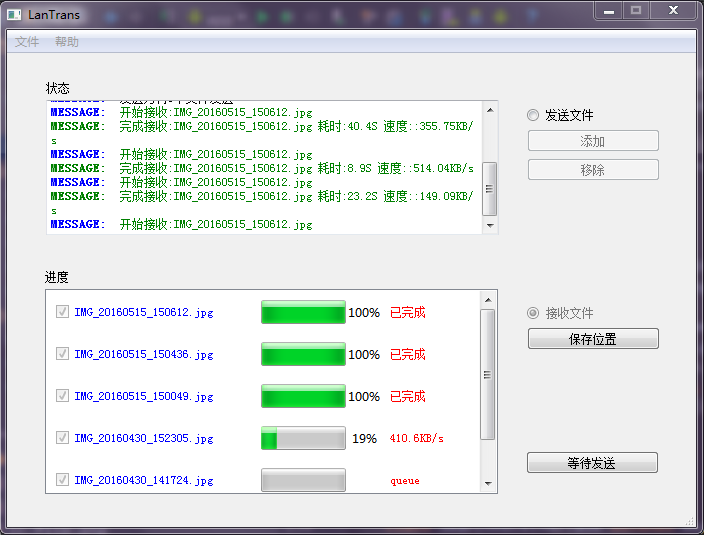 LanTrans
文件 帮助
状态
MESSAGE: 开始接收:IMG_20160515_150612.jpg
MESSAGE: 完成接收:IMG_20160515_150612.jpg 耗时:40.4S 速度::355.75KB/
s
MESSAGE: 开始接收:IMG_20160515_150612.jpg
MESSAGE: 完成接收:IMG_20160515_150612.jpg 耗时:8.9S 速度::514.04KB/s
MESSAGE: 开始接收:IMG_20160515_150612.jpg
MESSAGE: 完成接收:IMG_20160515_150612.jpg 耗时:23.2S 速度::149.09KB/
s
MESSAGE: 开始接收:IMG_20160515_150612.jpg
发送文件
添加
移除
进度
IMG_20160515_150612.jpg 100% 已完成
IMG_20160515_150436.jpg 100% 已完成
IMG_20160515_150049.jpg 100% 已完成
IMG_20160430_152305.jpg 19% 410.6KB/s
IMG_20160430_141724.jpg queue
接收文件
保存位置
等待发送